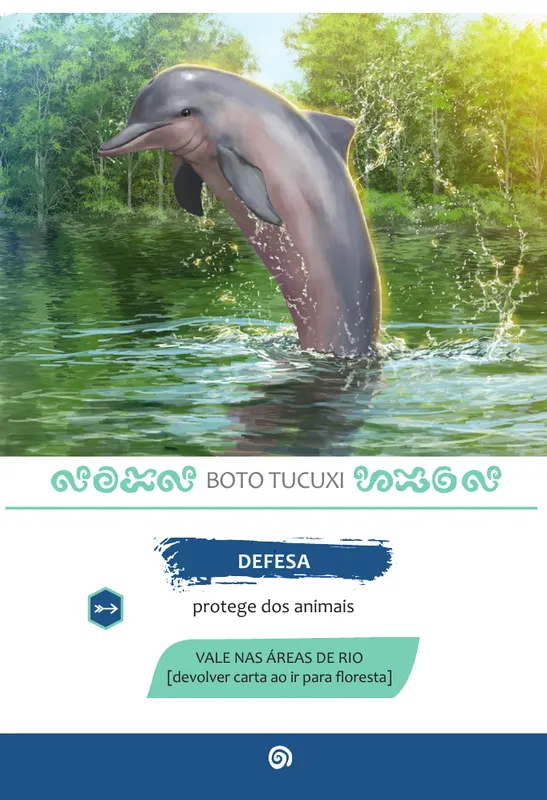 BOTO TUCUXI
DEFESA
protege dos animais
VALE NAS ÁREAS DE RIO
[devolver carta ao ir para floresta]